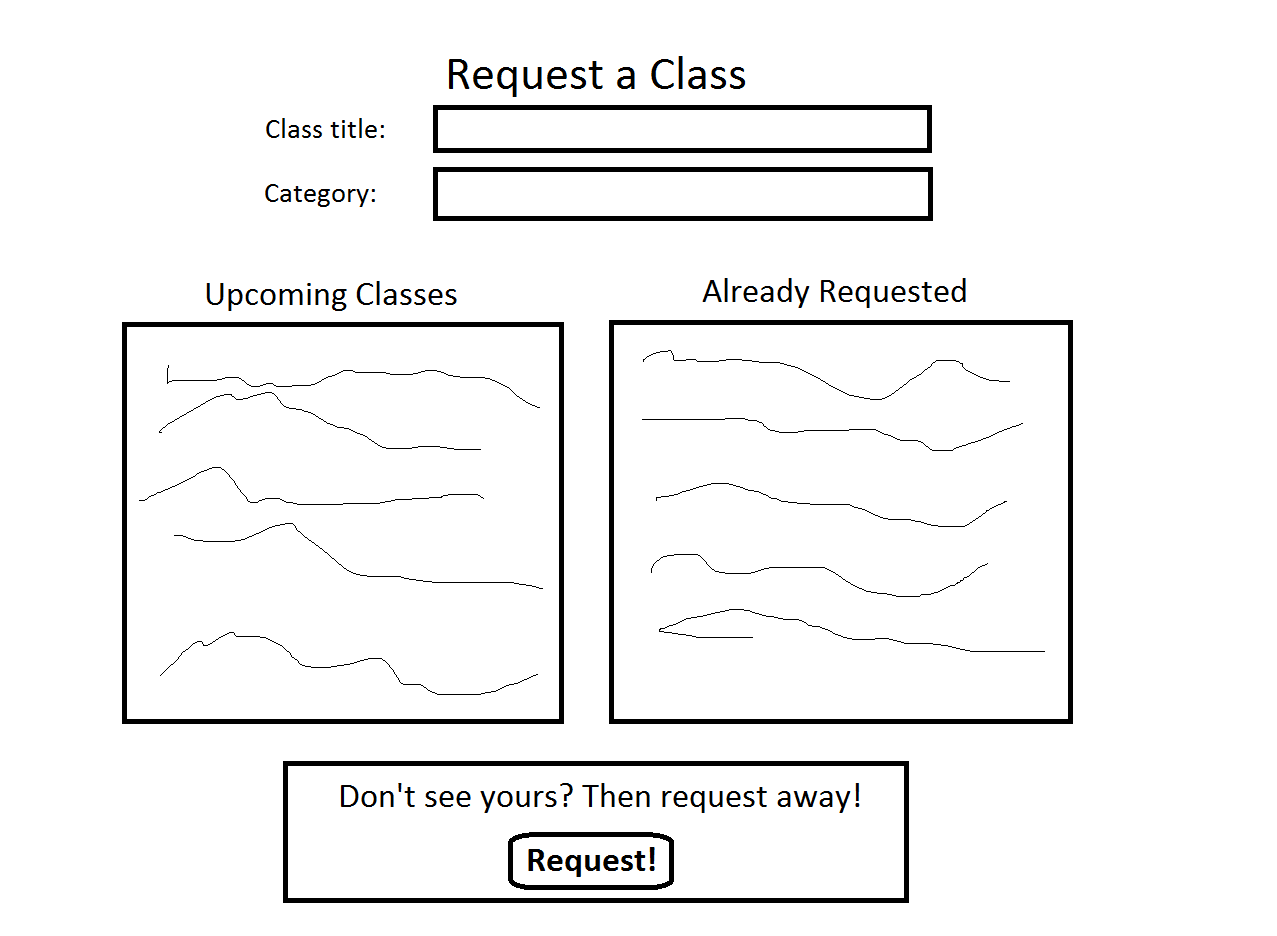 Request a Class
Class title:
Category:
Upcoming Classes
Already Requested
Don't see yours? Then request away!
Request!